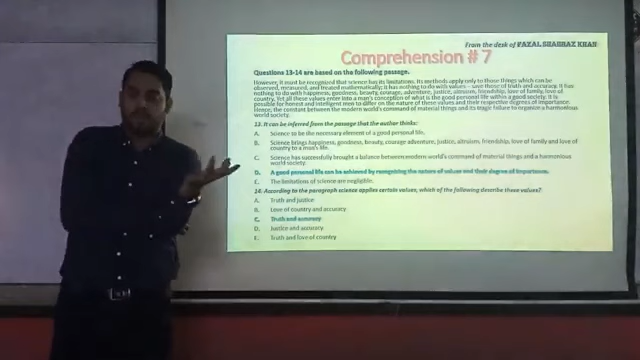 From the desk of FAZAL SHAHRAZ KHAN
Comprehension # 7
Questions 13-14 are based on the following passage.
However, it must be recognized that science has its limitations. Its methods apply only to those things which can be
observed, measured, and treated mathematically; it has nothing to do with values – save those of truth and accuracy. It has
nothing to do with happiness, goodness, beauty, courage, adventure, justice, altruism, friendship, love of family, love of
country. Yet all these values enter into a man's conception of what is the good personal life within a good society. It is
possible for honest and intelligent men to differ on the nature of these values and their respective degrees of importance.
Hence, the constant between the modern world's command of material things and its tragic failure to organize a harmonious
world society.
13. It can be inferred from the passage that the author thinks:
A. Science to be the necessary element of a good personal life.
B. Science brings happiness, goodness, beauty, courage adventure, justice, altruism, friendship, love of family and love of
country to a man's life.
C. Science has successfully brought a balance between modern world's command of material things and a harmonious
world society.
D. A good personal life can be achieved by recognizing the nature of values and their degree of importance.
E. The limitations of science are negligible.
14. According to the paragraph science applies certain values, which of the following describe these values?
A. Truth and justice
B. Love of country and accuracy
C. Truth and accuracy
D. Justice and accuracy
E. Truth and love of country